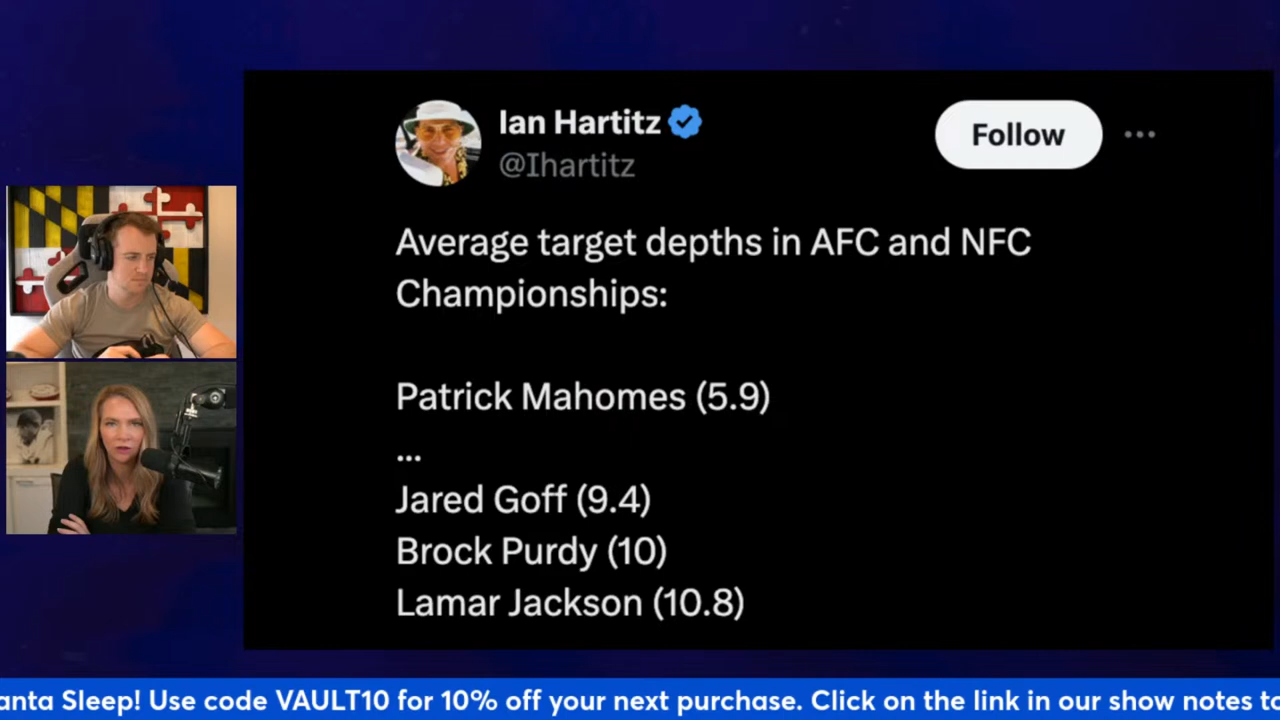 Ian Hartitz
@Ihartitz
Follow
Average target depths in AFC and NFC
Championships:
Patrick Mahomes (5.9)
...
Jared Goff (9.4)
Brock Purdy (10)
Lamar Jackson (10.8)
Sleep! Use code VAULT10 for 10% off your next purchase. Click on the link in our show notes